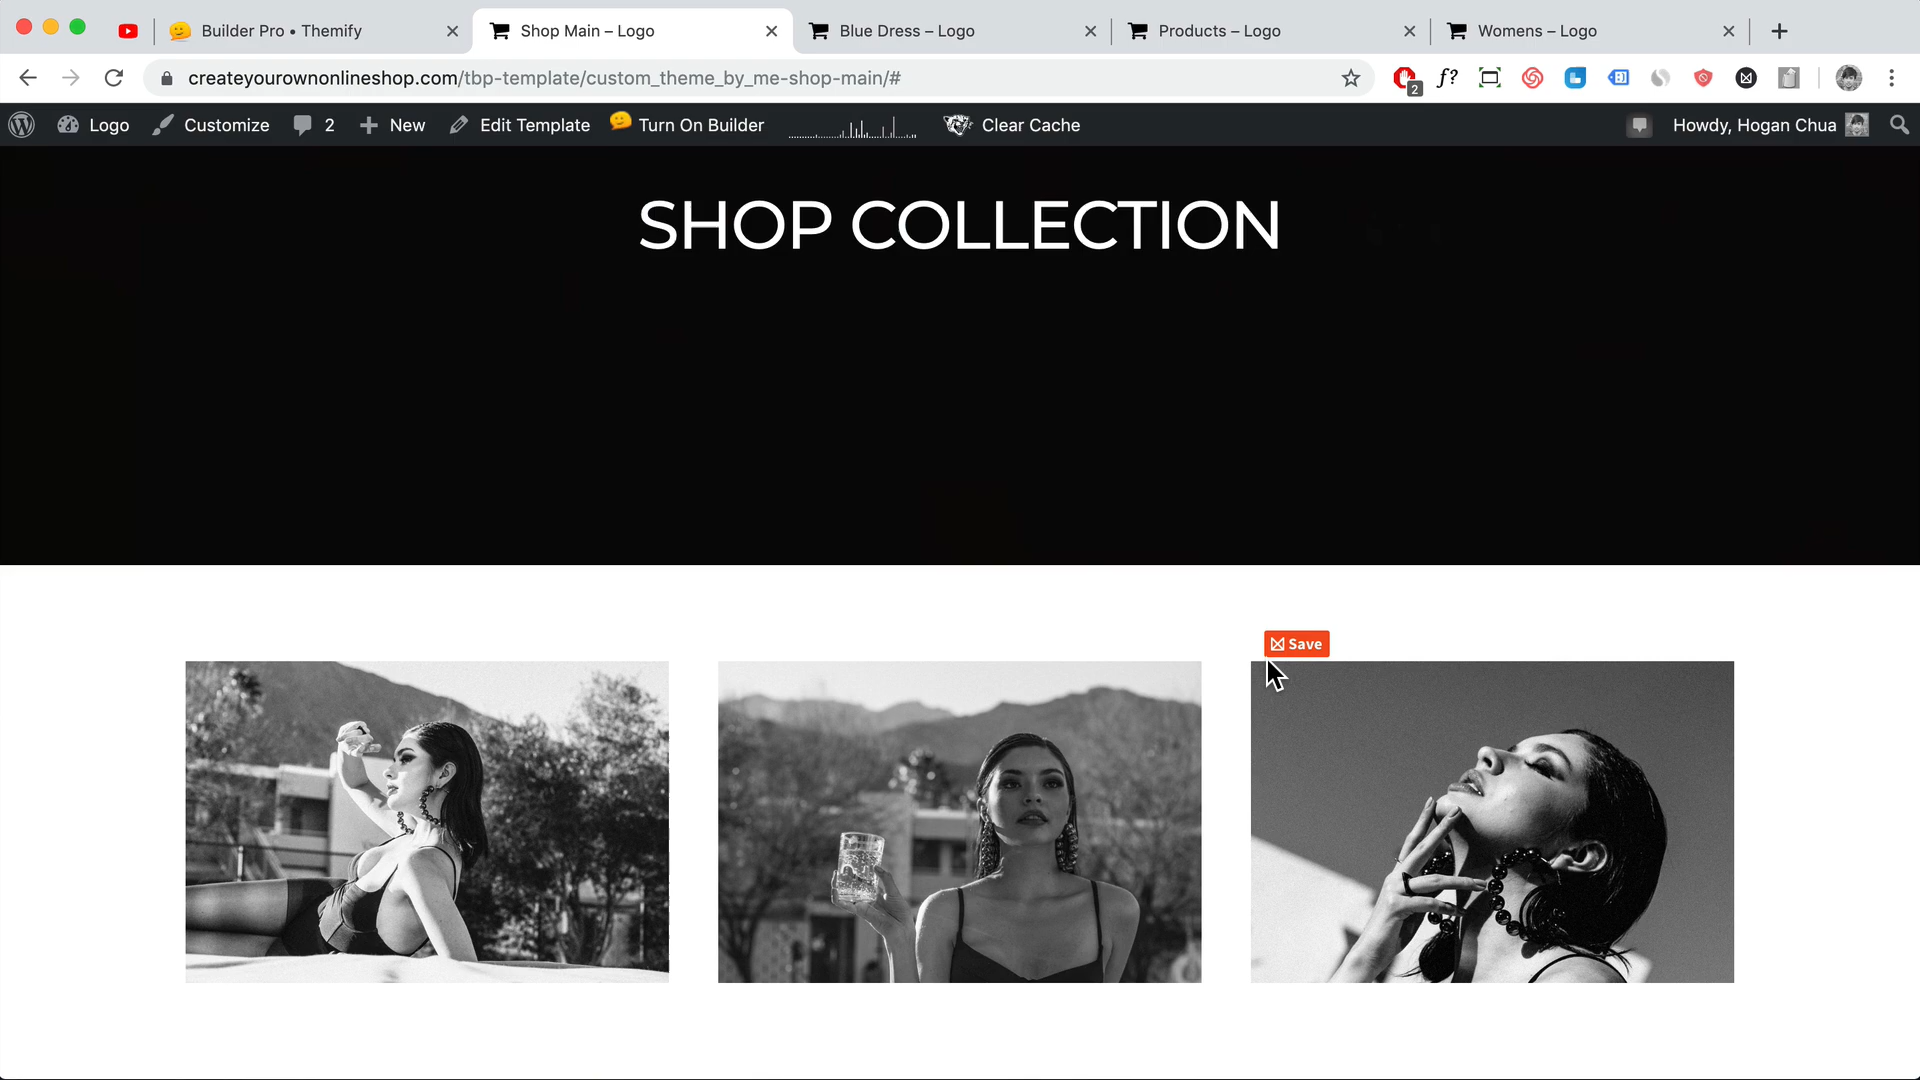 Builder Pro • Themify
Shop Main – Logo
Blue Dress – Logo
Products – Logo
Womens – Logo
createyourownonlineshop.com/tbp-template/custom_theme_by_me-shop-main/#
f?
2
Logo
Customize
2
New
Edit Template
Turn On Builder
Clear Cache
Howdy, Hogan Chua
SHOP COLLECTION
Save